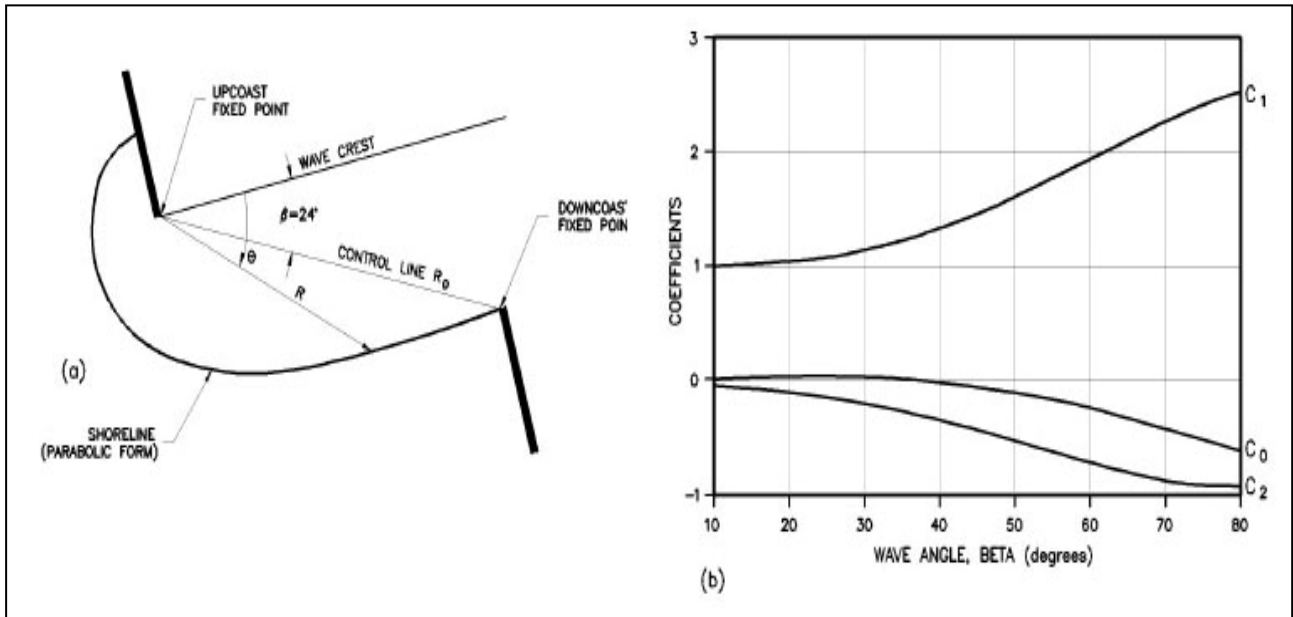 UPCOAST
FIXED POINT
WAVE CREST
β=24°
DOWNCOAS'
FIXED POIN
θ
CONTROL LINE R₀
R
(a)
SHORELINE
(PARABOLIC FORM)
3
2
1
0
-1
COEFFICIENTS
C₁
C₀
C₂
10 20 30 40 50 60 70 80
WAVE ANGLE, BETA (degrees)
(b)